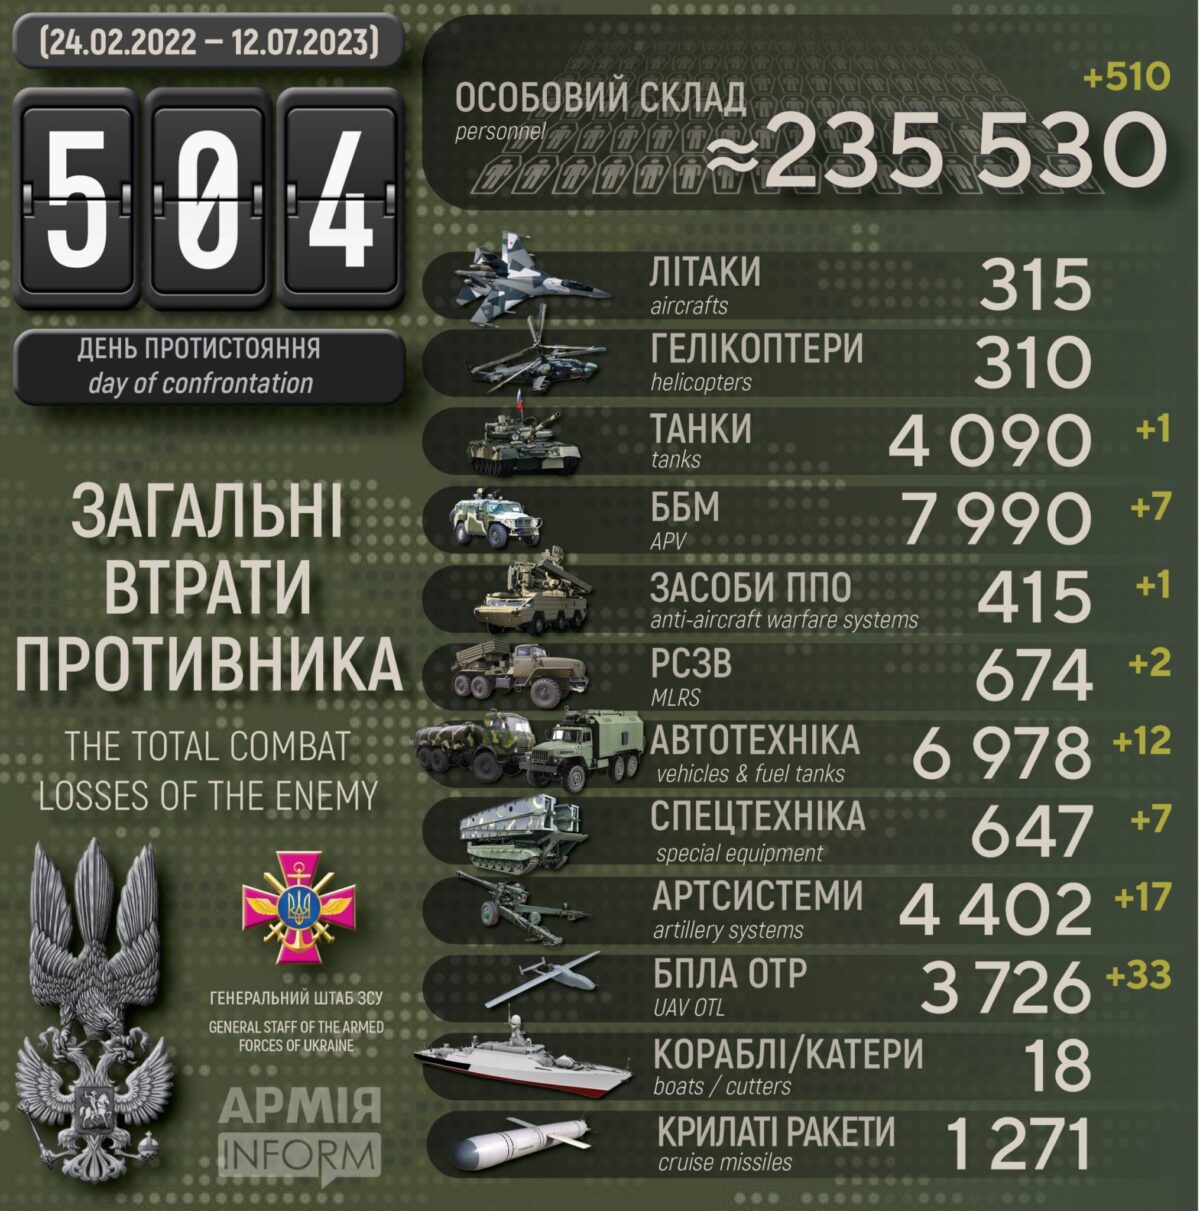 (24.02.2022 – 12.07.2023)
504
ДЕНЬ ПРОТИСТОЯННЯ
day of confrontation
ЗАГАЛЬНІ
ВТРАТИ
ПРОТИВНИКА
THE TOTAL COMBAT
LOSSES OF THE ENEMY
ГЕНЕРАЛЬНИЙ ШТАБ ЗСУ
GENERAL STAFF OF THE ARMED
FORCES OF UKRAINE
АРМІЯ
INFORM
+510
ОСОБОВИЙ СКЛАД
personnel
≈235 530
ЛІТАКИ 315
aircrafts
ГЕЛІКОПТЕРИ 310
helicopters
ТАНКИ 4 090 +1
tanks
ББМ 7 990 +7
APV
ЗАСОБИ ППО 415 +1
anti-aircraft warfare systems
РСЗВ 674 +2
MLRS
АВТОТЕХНІКА 6 978 +12
vehicles & fuel tanks
СПЕЦТЕХНІКА 647 +7
special equipment
АРТСИСТЕМИ 4 402 +17
artillery systems
БПЛА ОТР 3 726 +33
UAV OTL
КОРАБЛІ/КАТЕРИ 18
boats / cutters
КРИЛАТІ РАКЕТИ 1 271
cruise missiles